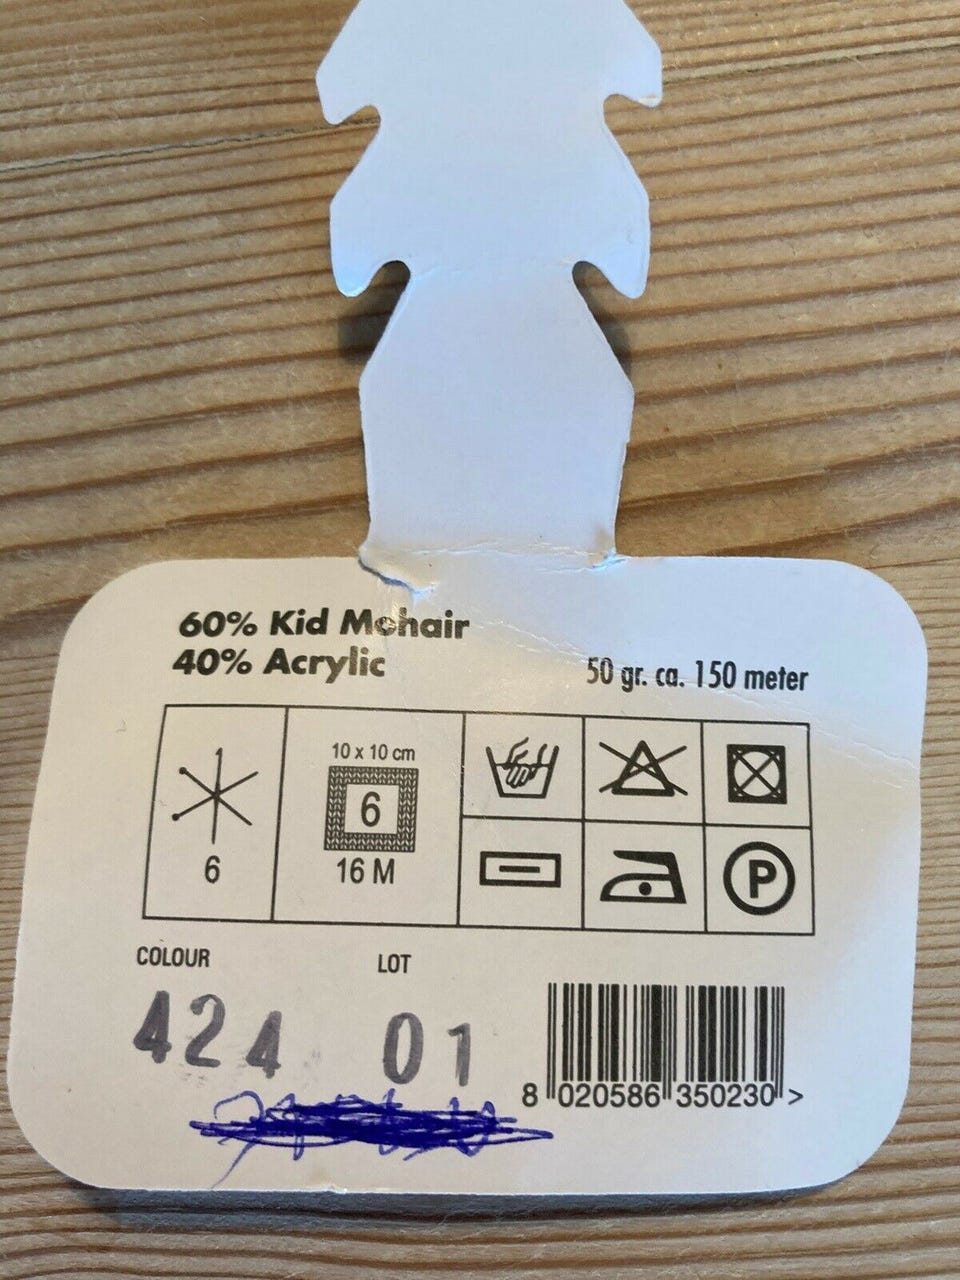 60% Kid Mohair
40% Acrylic
50 gr. ca. 150 meter
6
10 x 10 cm
6
16 M
P
COLOUR
LOT
424
01
8 020586 350230 >